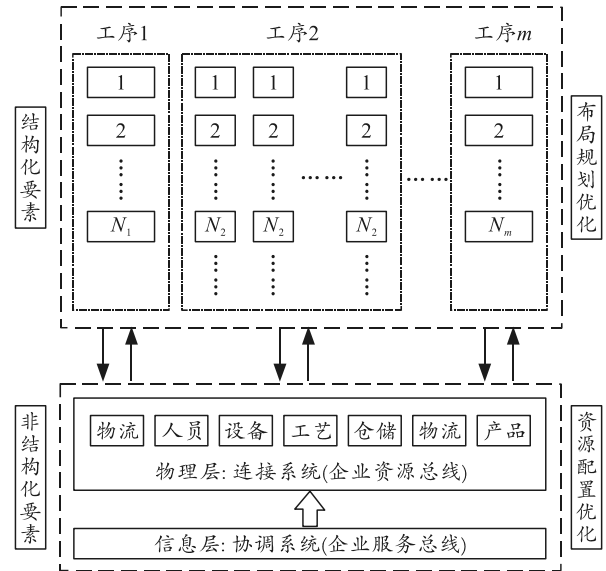 工序1 工序2 工序m
结构化要素
布局规划优化
1 1 1 1 1
2 2 2 2 2
…… ……
N₁ N₂ N₂ N₂ Nₘ
非结构化要素
资源配置优化
物流 人员 设备 工艺 仓储 物流 产品
物理层: 连接系统(企业资源总线)
信息层: 协调系统(企业服务总线)